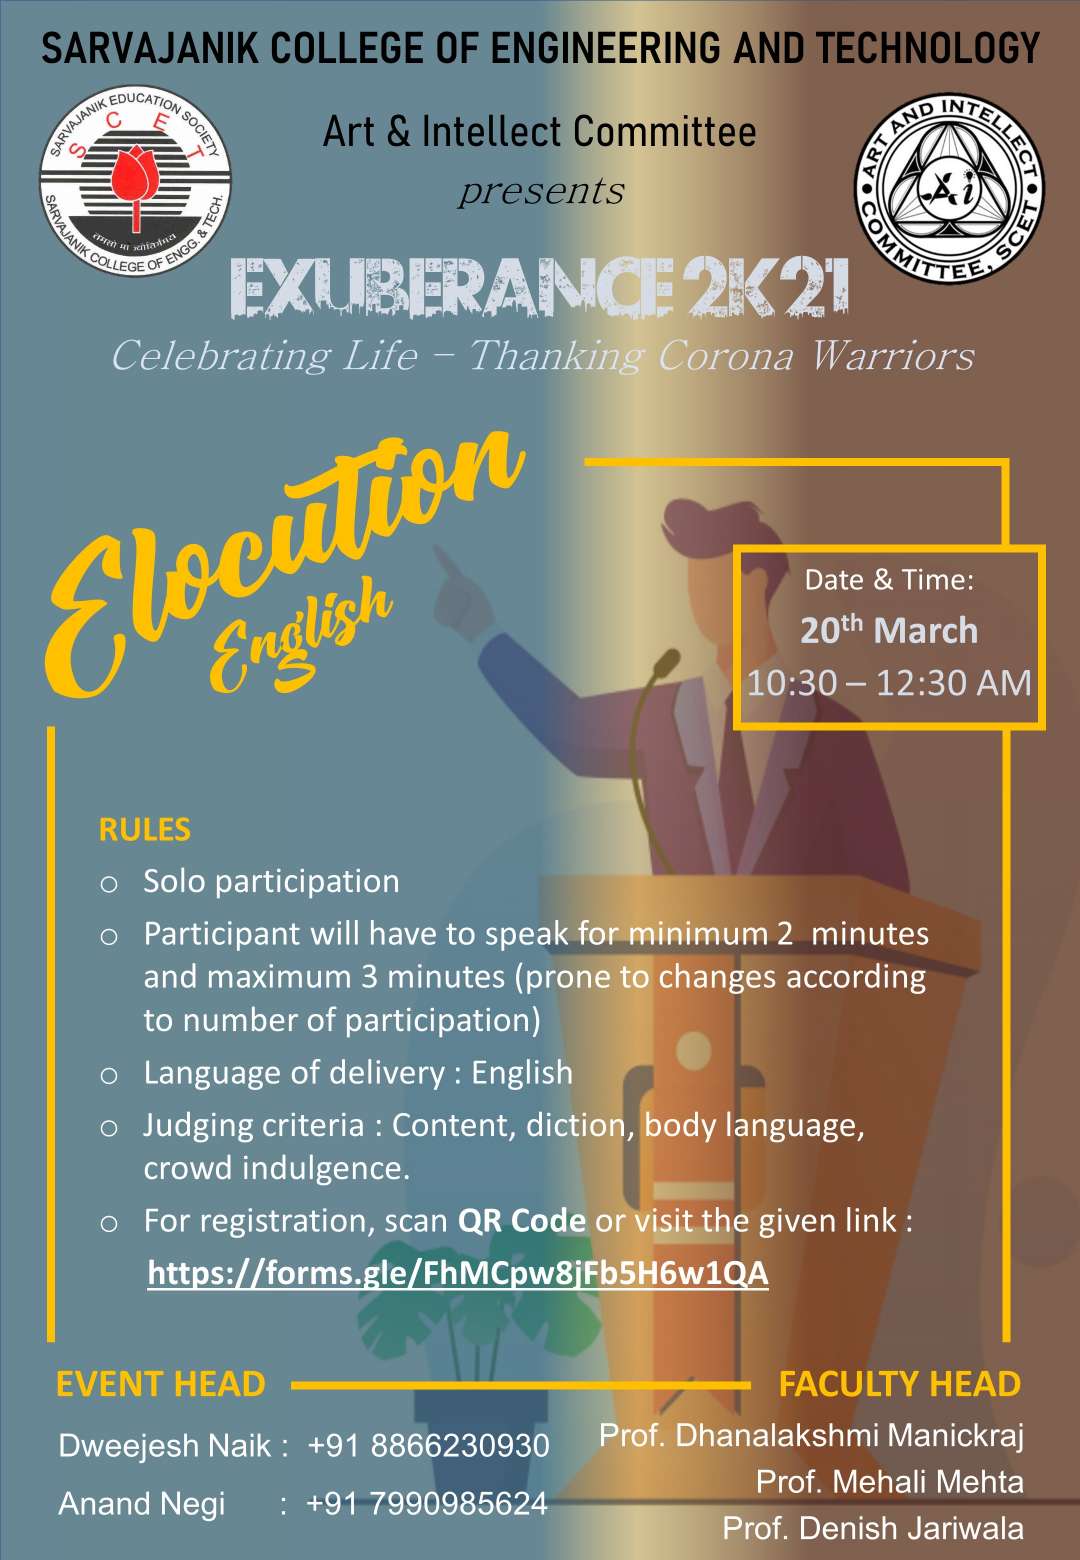 SARVAJANIK COLLEGE OF ENGINEERING AND TECHNOLOGY
SARVAJANIK EDUCATION SOCIETY
S C E T
तमसो मा ज्योतिर्गमय
SARVAJANIK COLLEGE OF ENGG. & TECH.
Art & Intellect Committee
presents
ART AND INTELLECT
Ai
COMMITTEE, SCET
EXUBERANCE 2K21
Celebrating Life – Thanking Corona Warriors
Elocution
English
Date & Time:
20th March
10:30 – 12:30 AM
RULES
o Solo participation
o Participant will have to speak for minimum 2 minutes
and maximum 3 minutes (prone to changes according
to number of participation)
o Language of delivery : English
o Judging criteria : Content, diction, body language,
crowd indulgence.
o For registration, scan QR Code or visit the given link :
https://forms.gle/FhMCpw8jFb5H6w1QA
EVENT HEAD
Dweejesh Naik : +91 8866230930
Anand Negi : +91 7990985624
FACULTY HEAD
Prof. Dhanalakshmi Manickraj
Prof. Mehali Mehta
Prof. Denish Jariwala